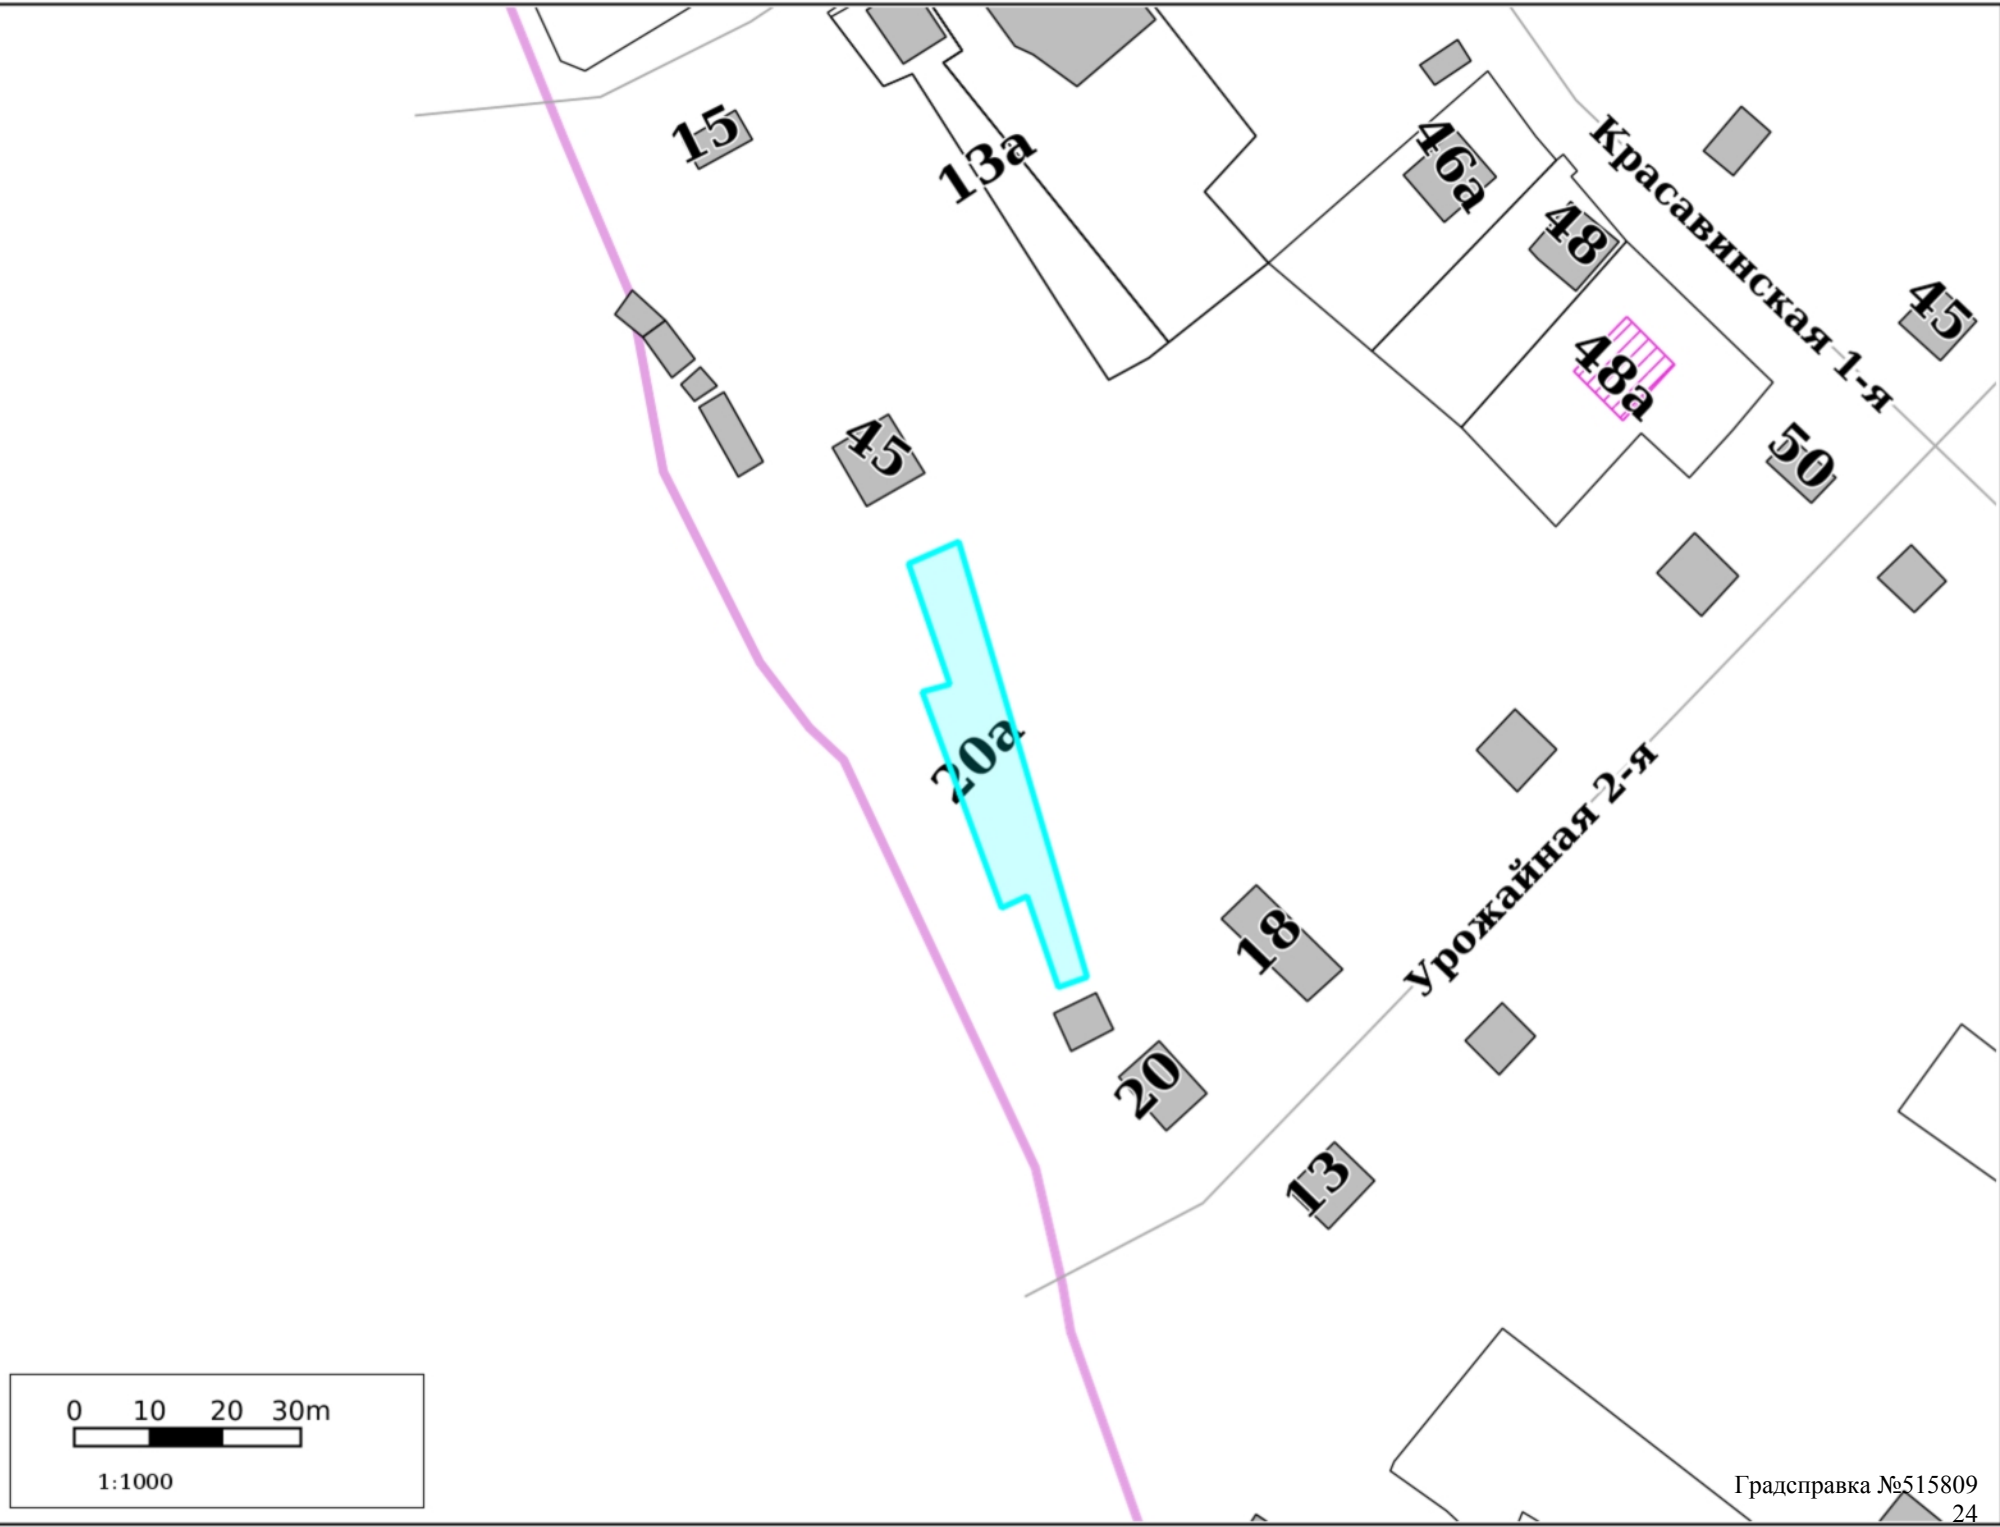 15
13а
46а
48
Красавинская 1-я
45
48а
45
50
20а
Урожайная 2-я
18
20
13
0 10 20 30m
1:1000
Градсправка №515809
24